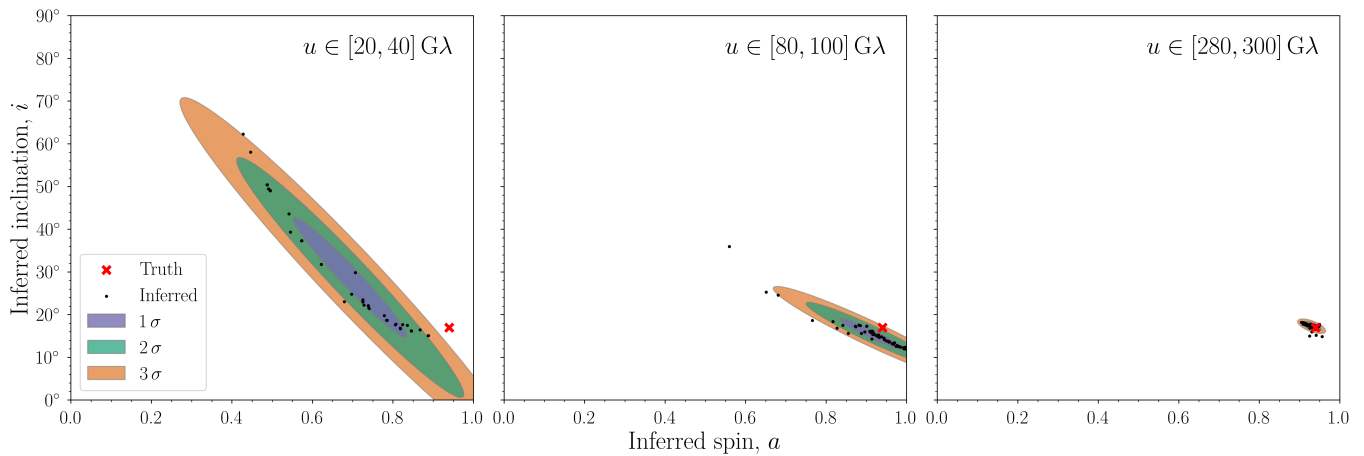 u ∈ [20, 40] Gλ
u ∈ [80, 100] Gλ
u ∈ [280, 300] Gλ
90°
80°
70°
60°
50°
40°
30°
20°
10°
0°
Inferred inclination, i
Truth
Inferred
1 σ
2 σ
3 σ
0.0 0.2 0.4 0.6 0.8 1.0
0.0 0.2 0.4 0.6 0.8 1.0
0.0 0.2 0.4 0.6 0.8 1.0
Inferred spin, a